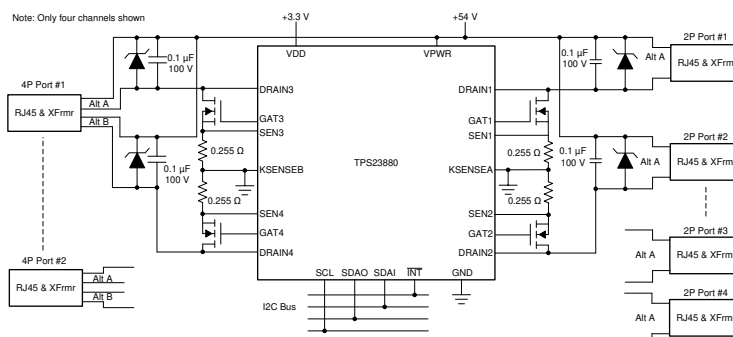 Note: Only four channels shown
+3.3 V
+54 V
VDD
VPWR
2P Port #1
RJ45 & XFrmr
Alt A
0.1 µF
100 V
4P Port #1
RJ45 & XFrmr
Alt A
Alt B
0.1 µF
100 V
DRAIN3
GAT3
SEN3
0.255 Ω
KSENSEB
0.255 Ω
SEN4
GAT4
DRAIN4
0.1 µF
100 V
TPS23880
DRAIN1
GAT1
SEN1
0.255 Ω
KSENSEA
0.255 Ω
SEN2
GAT2
DRAIN2
2P Port #2
RJ45 & XFrmr
Alt A
0.1 µF
100 V
4P Port #2
RJ45 & XFrmr
Alt A
Alt B
SCL
SDAO
SDAI
INT
GND
I2C Bus
2P Port #3
RJ45 & XFrmr
Alt A
2P Port #4
RJ45 & XFrmr
Alt A